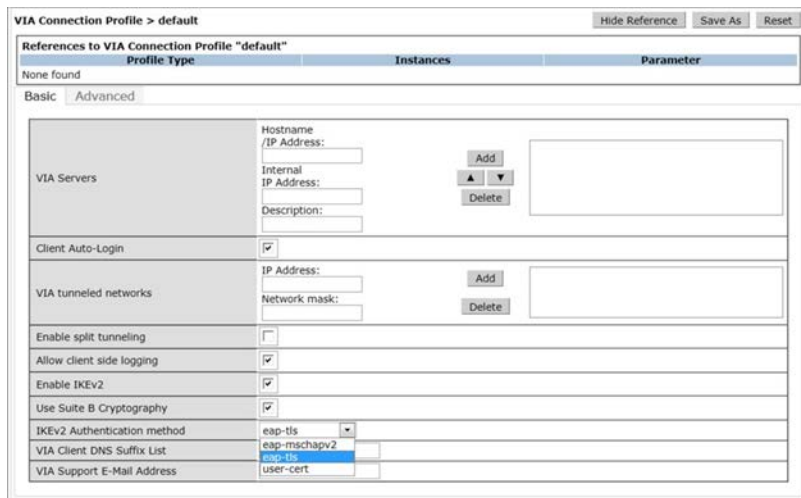 VIA Connection Profile > default
Hide Reference Save As Reset
References to VIA Connection Profile "default"
Profile Type Instances Parameter
None found
Basic Advanced
VIA Servers
Hostname
/IP Address:
Internal
IP Address:
Description:
Add
▲ ▼
Delete
Client Auto-Login
VIA tunneled networks
IP Address:
Network mask:
Add
Delete
Enable split tunneling
Allow client side logging
Enable IKEv2
Use Suite B Cryptography
IKEv2 Authentication method eap-tls
eap-mschapv2
eap-tls
user-cert
VIA Client DNS Suffix List
VIA Support E-Mail Address